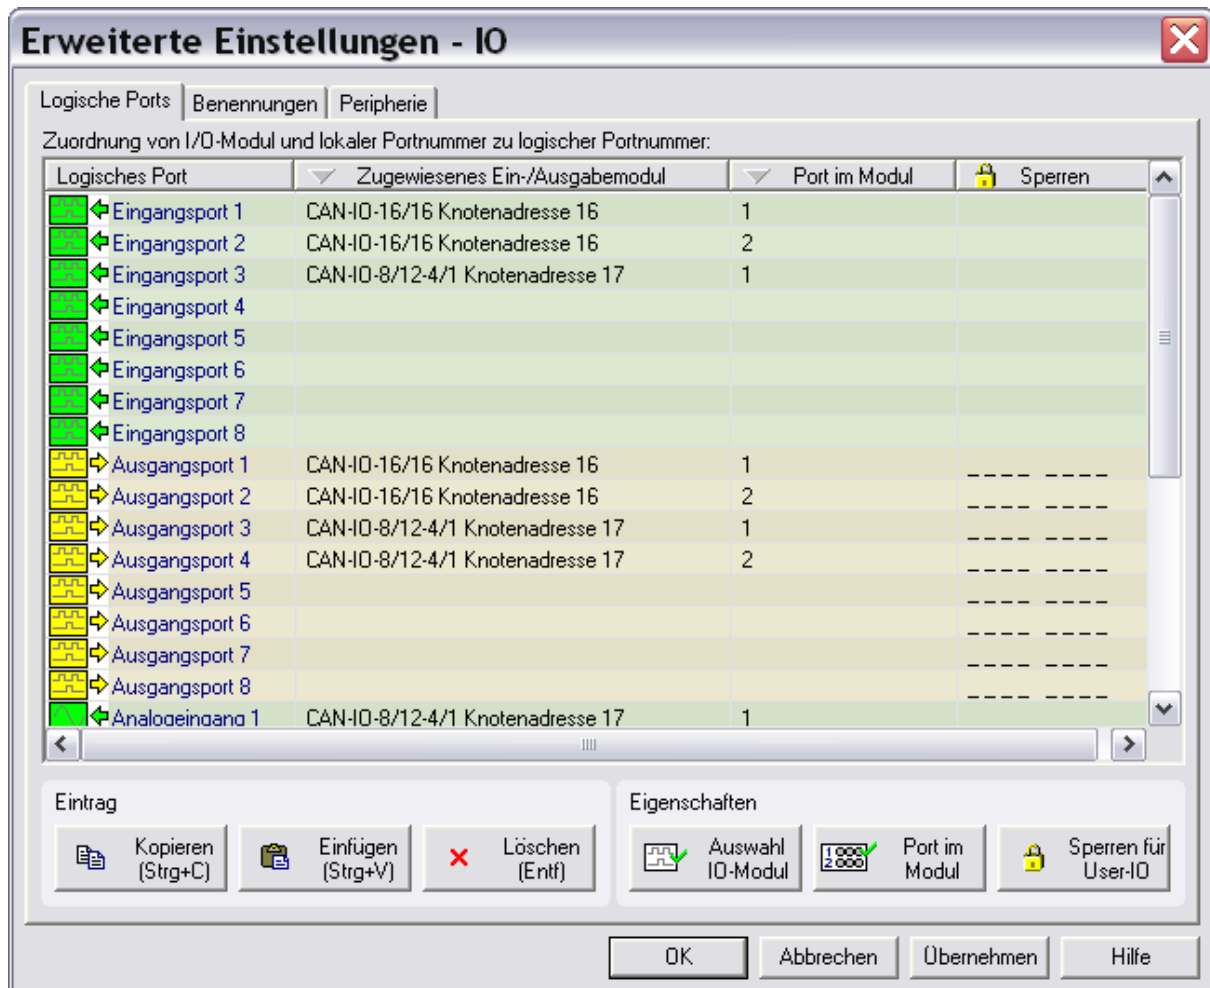 Erweiterte Einstellungen - IO
Logische Ports Benennungen Peripherie
Zuordnung von I/O-Modul und lokaler Portnummer zu logischer Portnummer:
Logisches Port Zugewiesenes Ein-/Ausgabemodul Port im Modul Sperren
Eingangsport 1 CAN-IO-16/16 Knotenadresse 16 1
Eingangsport 2 CAN-IO-16/16 Knotenadresse 16 2
Eingangsport 3 CAN-IO-8/12-4/1 Knotenadresse 17 1
Eingangsport 4
Eingangsport 5
Eingangsport 6
Eingangsport 7
Eingangsport 8
Ausgangsport 1 CAN-IO-16/16 Knotenadresse 16 1 _ _ _ _ _ _ _ _
Ausgangsport 2 CAN-IO-16/16 Knotenadresse 16 2 _ _ _ _ _ _ _ _
Ausgangsport 3 CAN-IO-8/12-4/1 Knotenadresse 17 1 _ _ _ _ _ _ _ _
Ausgangsport 4 CAN-IO-8/12-4/1 Knotenadresse 17 2 _ _ _ _ _ _ _ _
Ausgangsport 5 _ _ _ _ _ _ _ _
Ausgangsport 6 _ _ _ _ _ _ _ _
Ausgangsport 7 _ _ _ _ _ _ _ _
Ausgangsport 8 _ _ _ _ _ _ _ _
Analogeingang 1 CAN-IO-8/12-4/1 Knotenadresse 17 1
Eintrag
Kopieren
(Strg+C)
Einfügen
(Strg+V)
Löschen
(Entf)
Eigenschaften
Auswahl
IO-Modul
Port im
Modul
Sperren für
User-IO
OK Abbrechen Übernehmen Hilfe